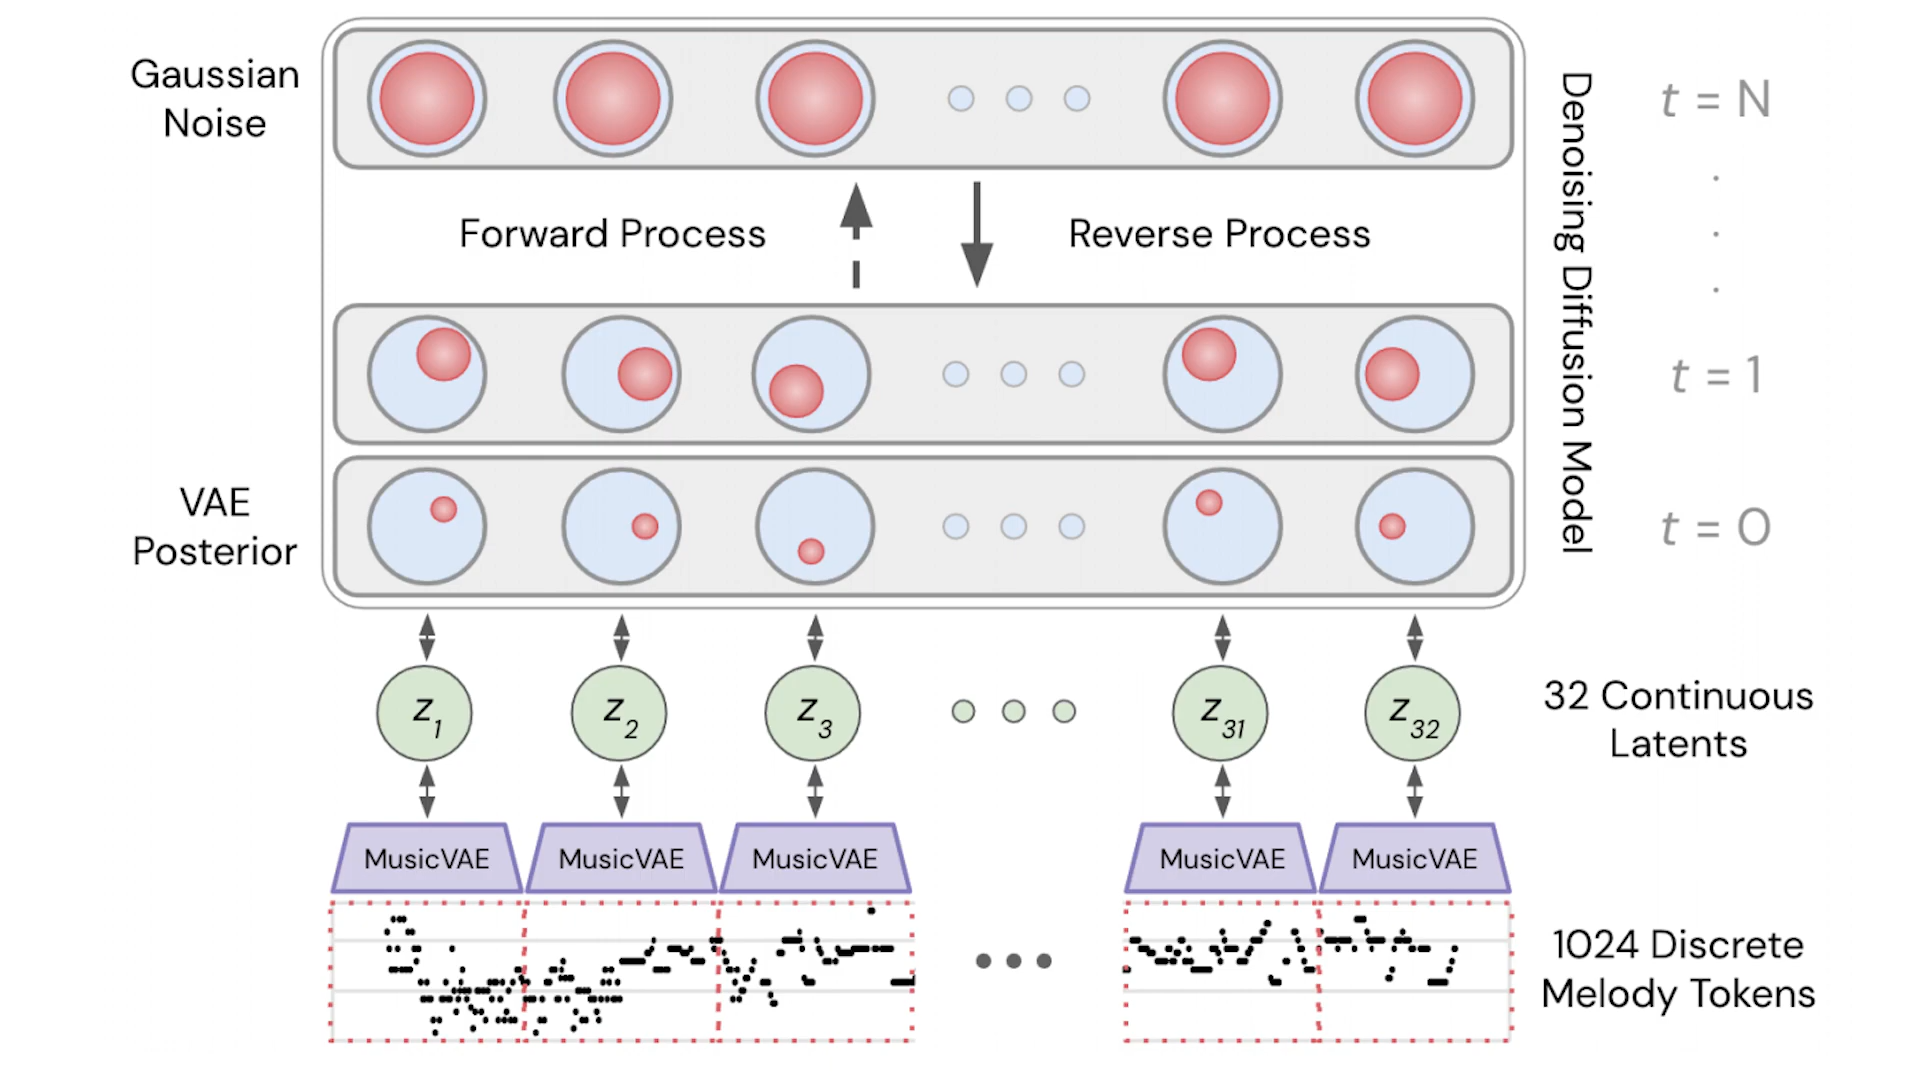 Gaussian
Noise
t = N
Forward Process
Reverse Process
Denoising Diffusion Model
t = 1
VAE
Posterior
t = 0
z1
z2
z3
z31
z32
32 Continuous
Latents
MusicVAE
MusicVAE
MusicVAE
MusicVAE
MusicVAE
1024 Discrete
Melody Tokens